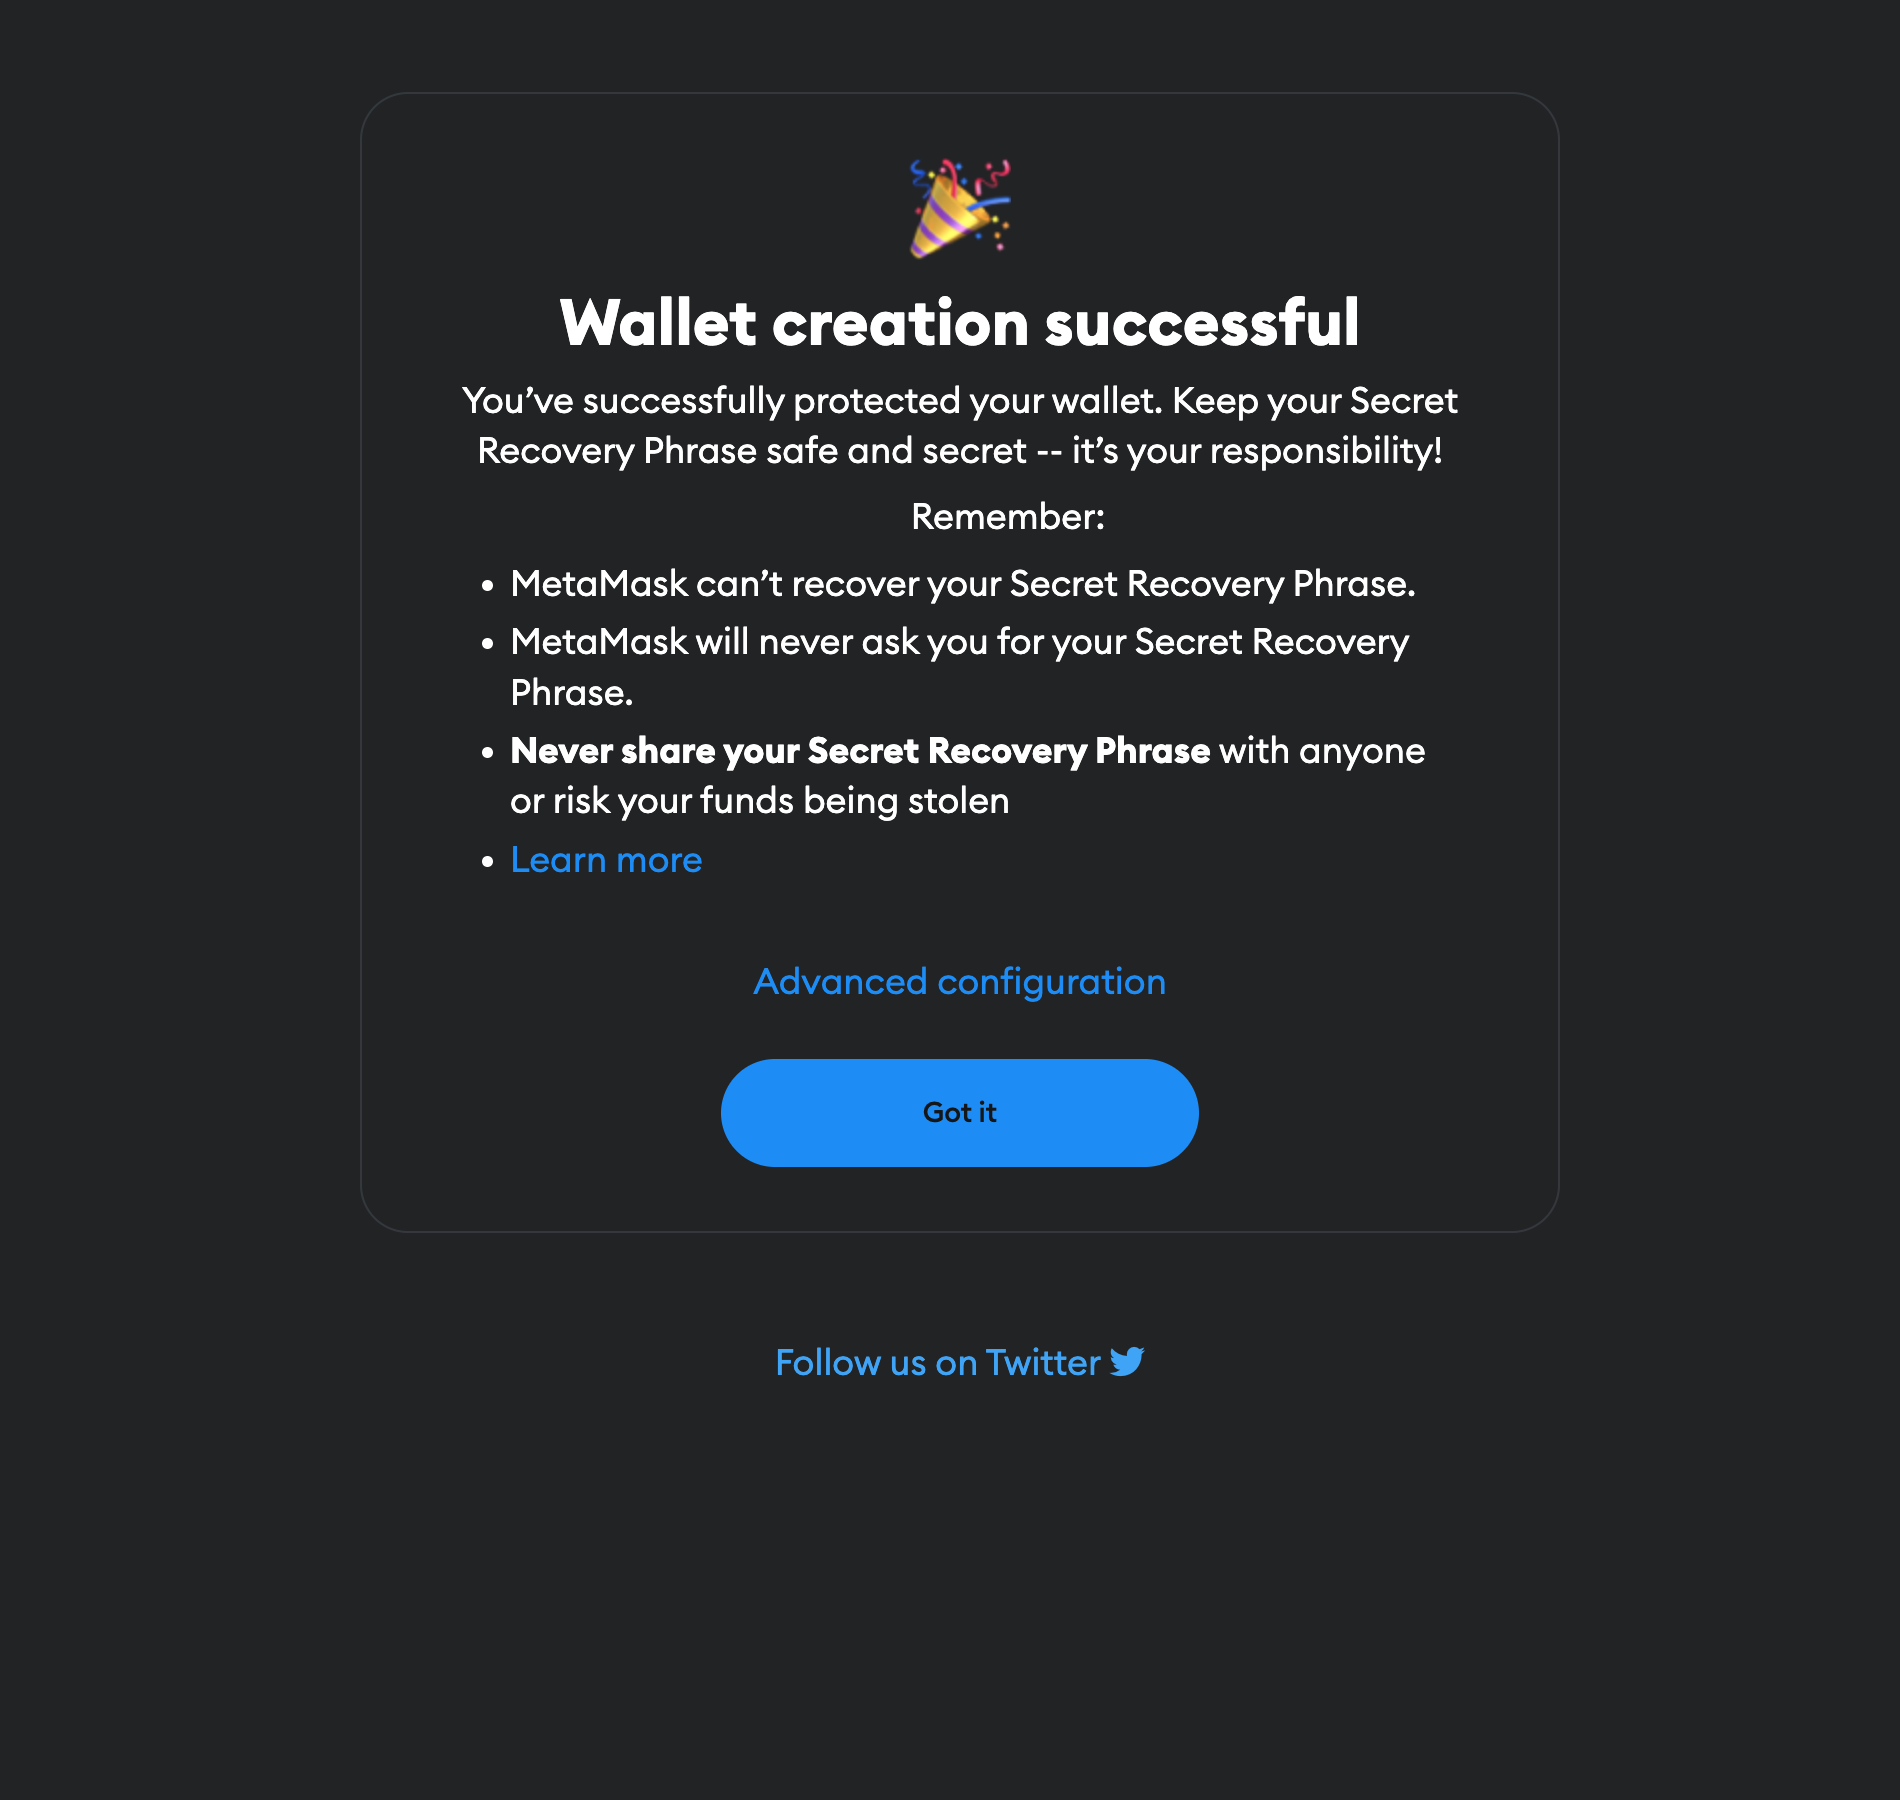 Wallet creation successful
You’ve successfully protected your wallet. Keep your Secret
Recovery Phrase safe and secret -- it’s your responsibility!
Remember:
• MetaMask can’t recover your Secret Recovery Phrase.
• MetaMask will never ask you for your Secret Recovery
Phrase.
• Never share your Secret Recovery Phrase with anyone
or risk your funds being stolen
• Learn more
Advanced configuration
Got it
Follow us on Twitter